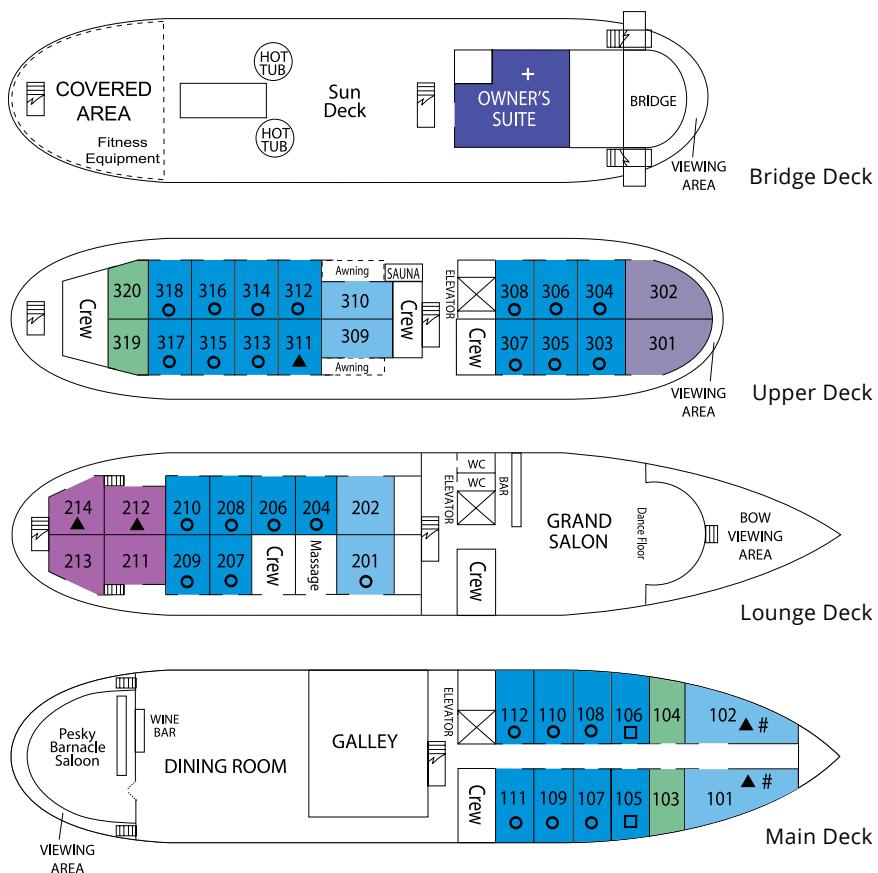 HOT
TUB
COVERED
AREA
Fitness
Equipment
Sun
Deck
HOT
TUB
+
OWNER'S
SUITE
BRIDGE
VIEWING
AREA
Bridge Deck
320
318
316
314
312
Awning
SAUNA
310
ELEVATOR
308
306
304
302
Crew
Crew
319
317
315
313
311
309
Awning
Crew
307
305
303
301
VIEWING
AREA
Upper Deck
214
212
210
208
206
204
202
WC
WC
ELEVATOR
BAR
GRAND
SALON
Dance Floor
BOW
VIEWING
AREA
213
211
209
207
Crew
Massage
201
Crew
Lounge Deck
Pesky
Barnacle
Saloon
WINE
BAR
DINING ROOM
GALLEY
ELEVATOR
112
110
108
106
104
102
#
Crew
111
109
107
105
103
101
#
VIEWING
AREA
Main Deck